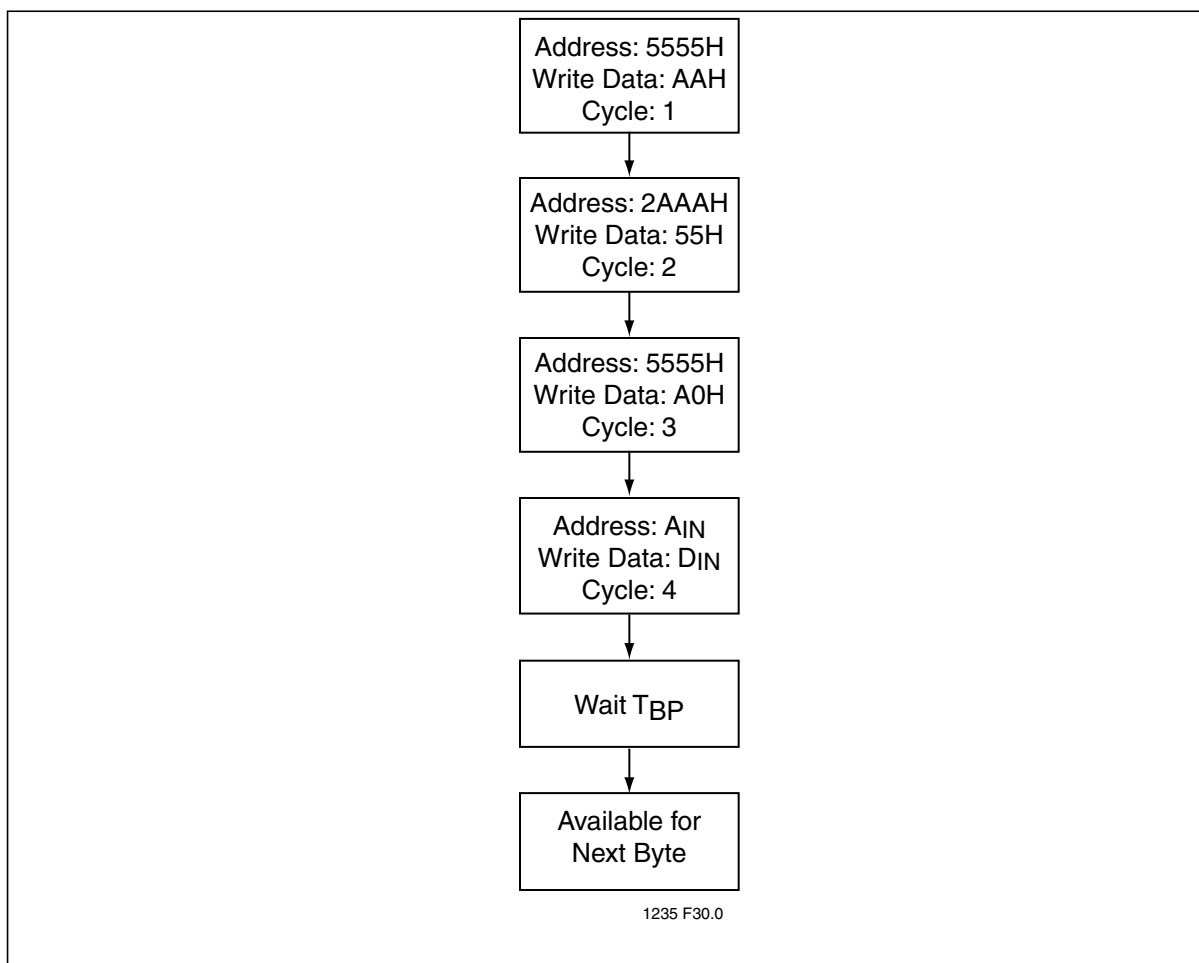 Address: 5555H
Write Data: AAH
Cycle: 1
Address: 2AAAH
Write Data: 55H
Cycle: 2
Address: 5555H
Write Data: A0H
Cycle: 3
Address: AIN
Write Data: DIN
Cycle: 4
Wait TBP
Available for
Next Byte
1235 F30.0